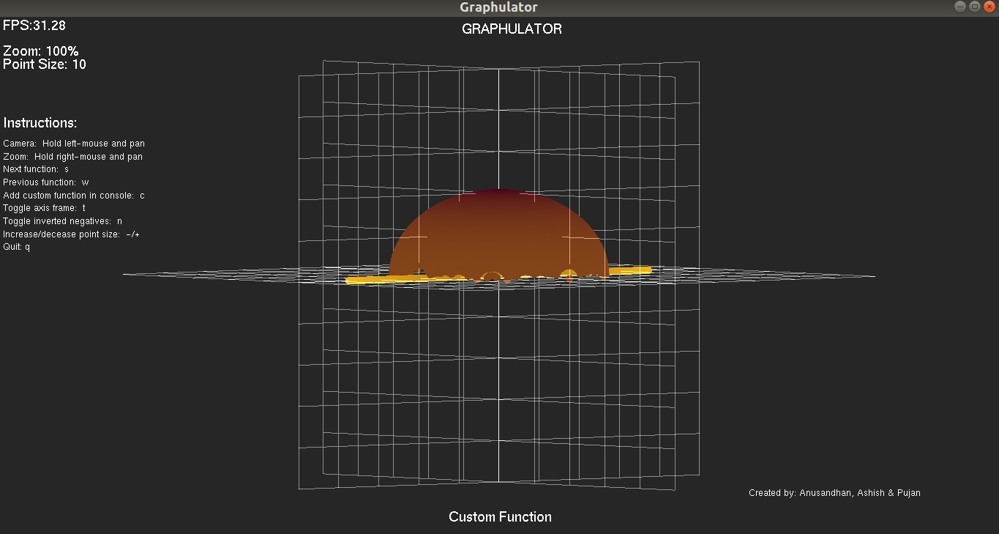 Graphulator
FPS:31.28
GRAPHULATOR
Zoom: 100%
Point Size: 10
Instructions:
Camera: Hold left-mouse and pan
Zoom: Hold right-mouse and pan
Next function: s
Previous function: w
Add custom function in console: c
Toggle axis frame: t
Toggle inverted negatives: n
Increase/decease point size: -/+
Quit: q
Created by: Anusandhan, Ashish & Pujan
Custom Function